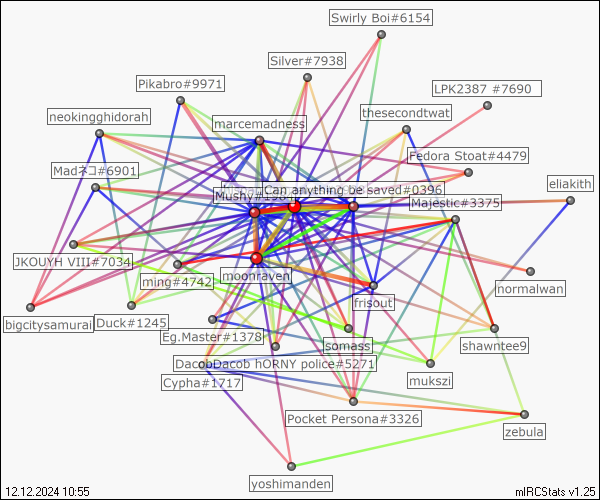 Swirly Boi#6154
Silver#7938
Pikabro#9971
LPK2387 #7690
neokingghidorah
marcemadness
thesecondtwat
Fedora Stoat#4479
Madネコ#6901
Can anything be saved#0396
eliakith
Majestic#3375
JKOUYH VIII#7034
ming#4742
moonraven
normalwan
frisout
bigcitysamurai
Duck#1245
Eg.Master#1378
somass
shawntee9
DacobDacob hORNY police#5271
Cypha#1717
mukszi
Pocket Persona#3326
zebula
yoshimanden
12.12.2024 10:55
mIRCStats v1.25